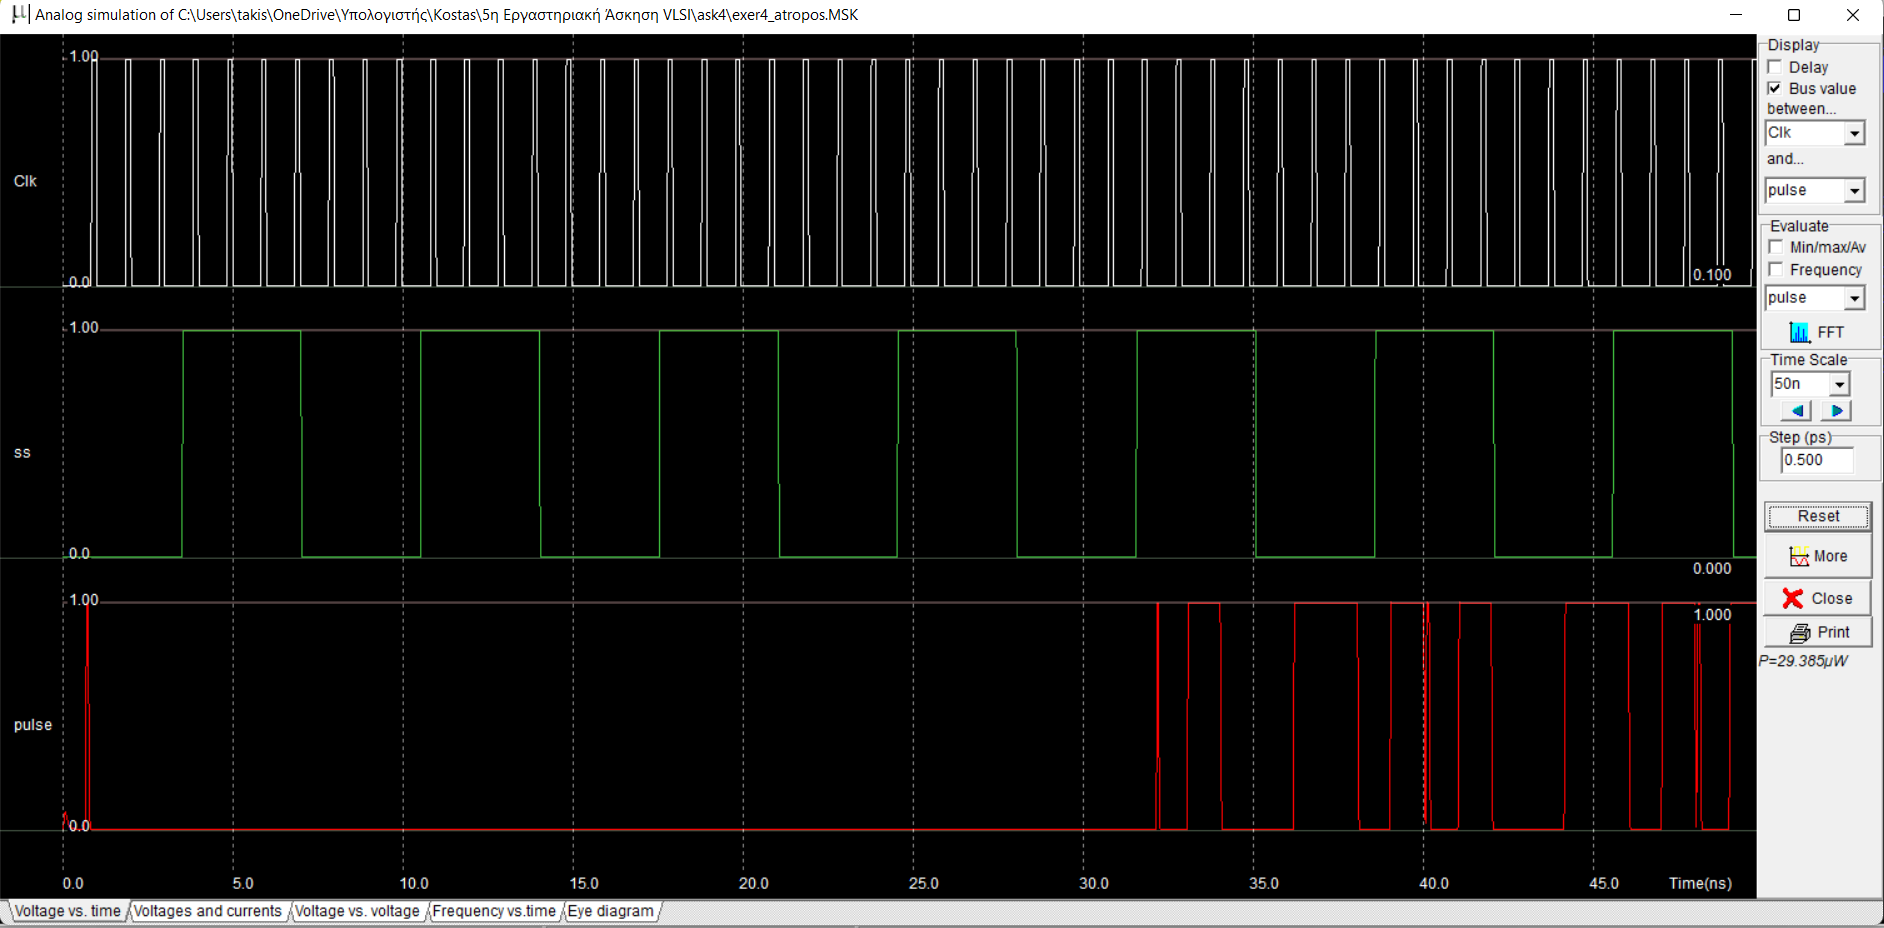 Analog simulation of C:\Users\takis\OneDrive\Υπολογιστής\Kostas\5η Εργαστηριακή Άσκηση VLSI\ask4\exer4_atropos.MSK
Clk
1.00
0.0
0.100
ss
1.00
0.0
0.000
pulse
1.00
0.0
1.000
0.0 5.0 10.0 15.0 20.0 25.0 30.0 35.0 40.0 45.0 Time(ns)
Voltage vs. time Voltages and currents Voltage vs. voltage Frequency vs.time Eye diagram
Display
Delay
Bus value
between...
Clk
and...
pulse
Evaluate
Min/max/Av
Frequency
pulse
FFT
Time Scale
50n
Step (ps)
0.500
Reset
More
Close
Print
P=29.385µW